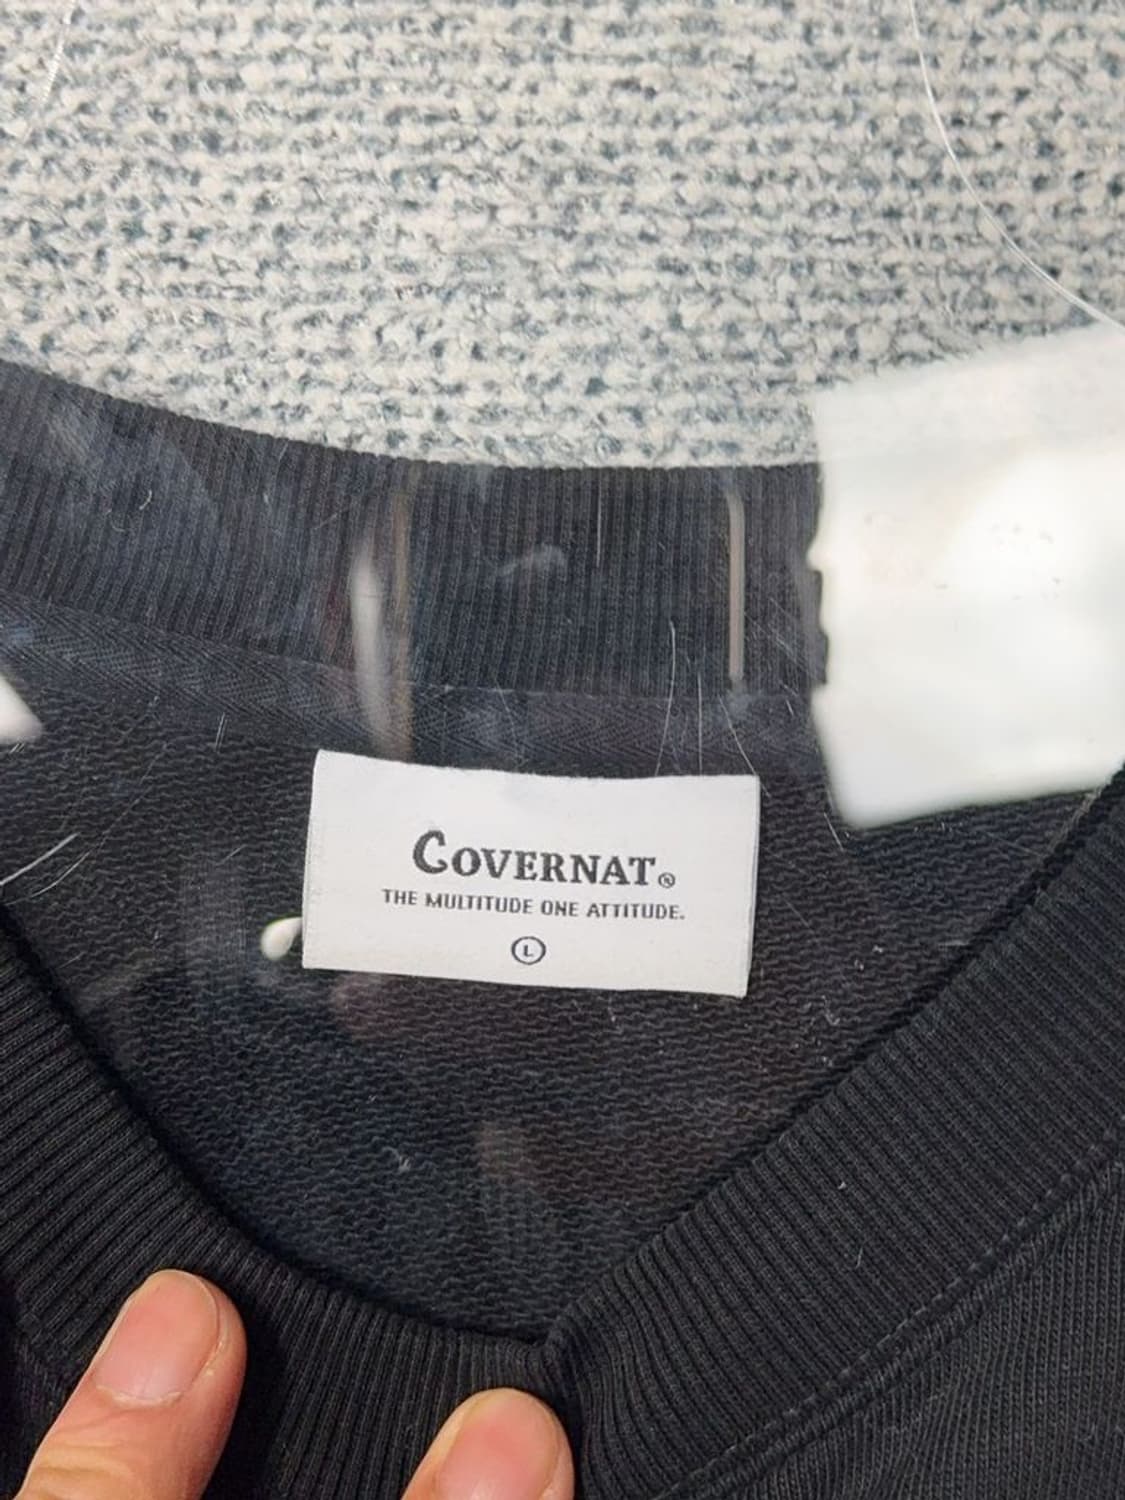 COVERNAT®
THE MULTITUDE ONE ATTITUDE.
L